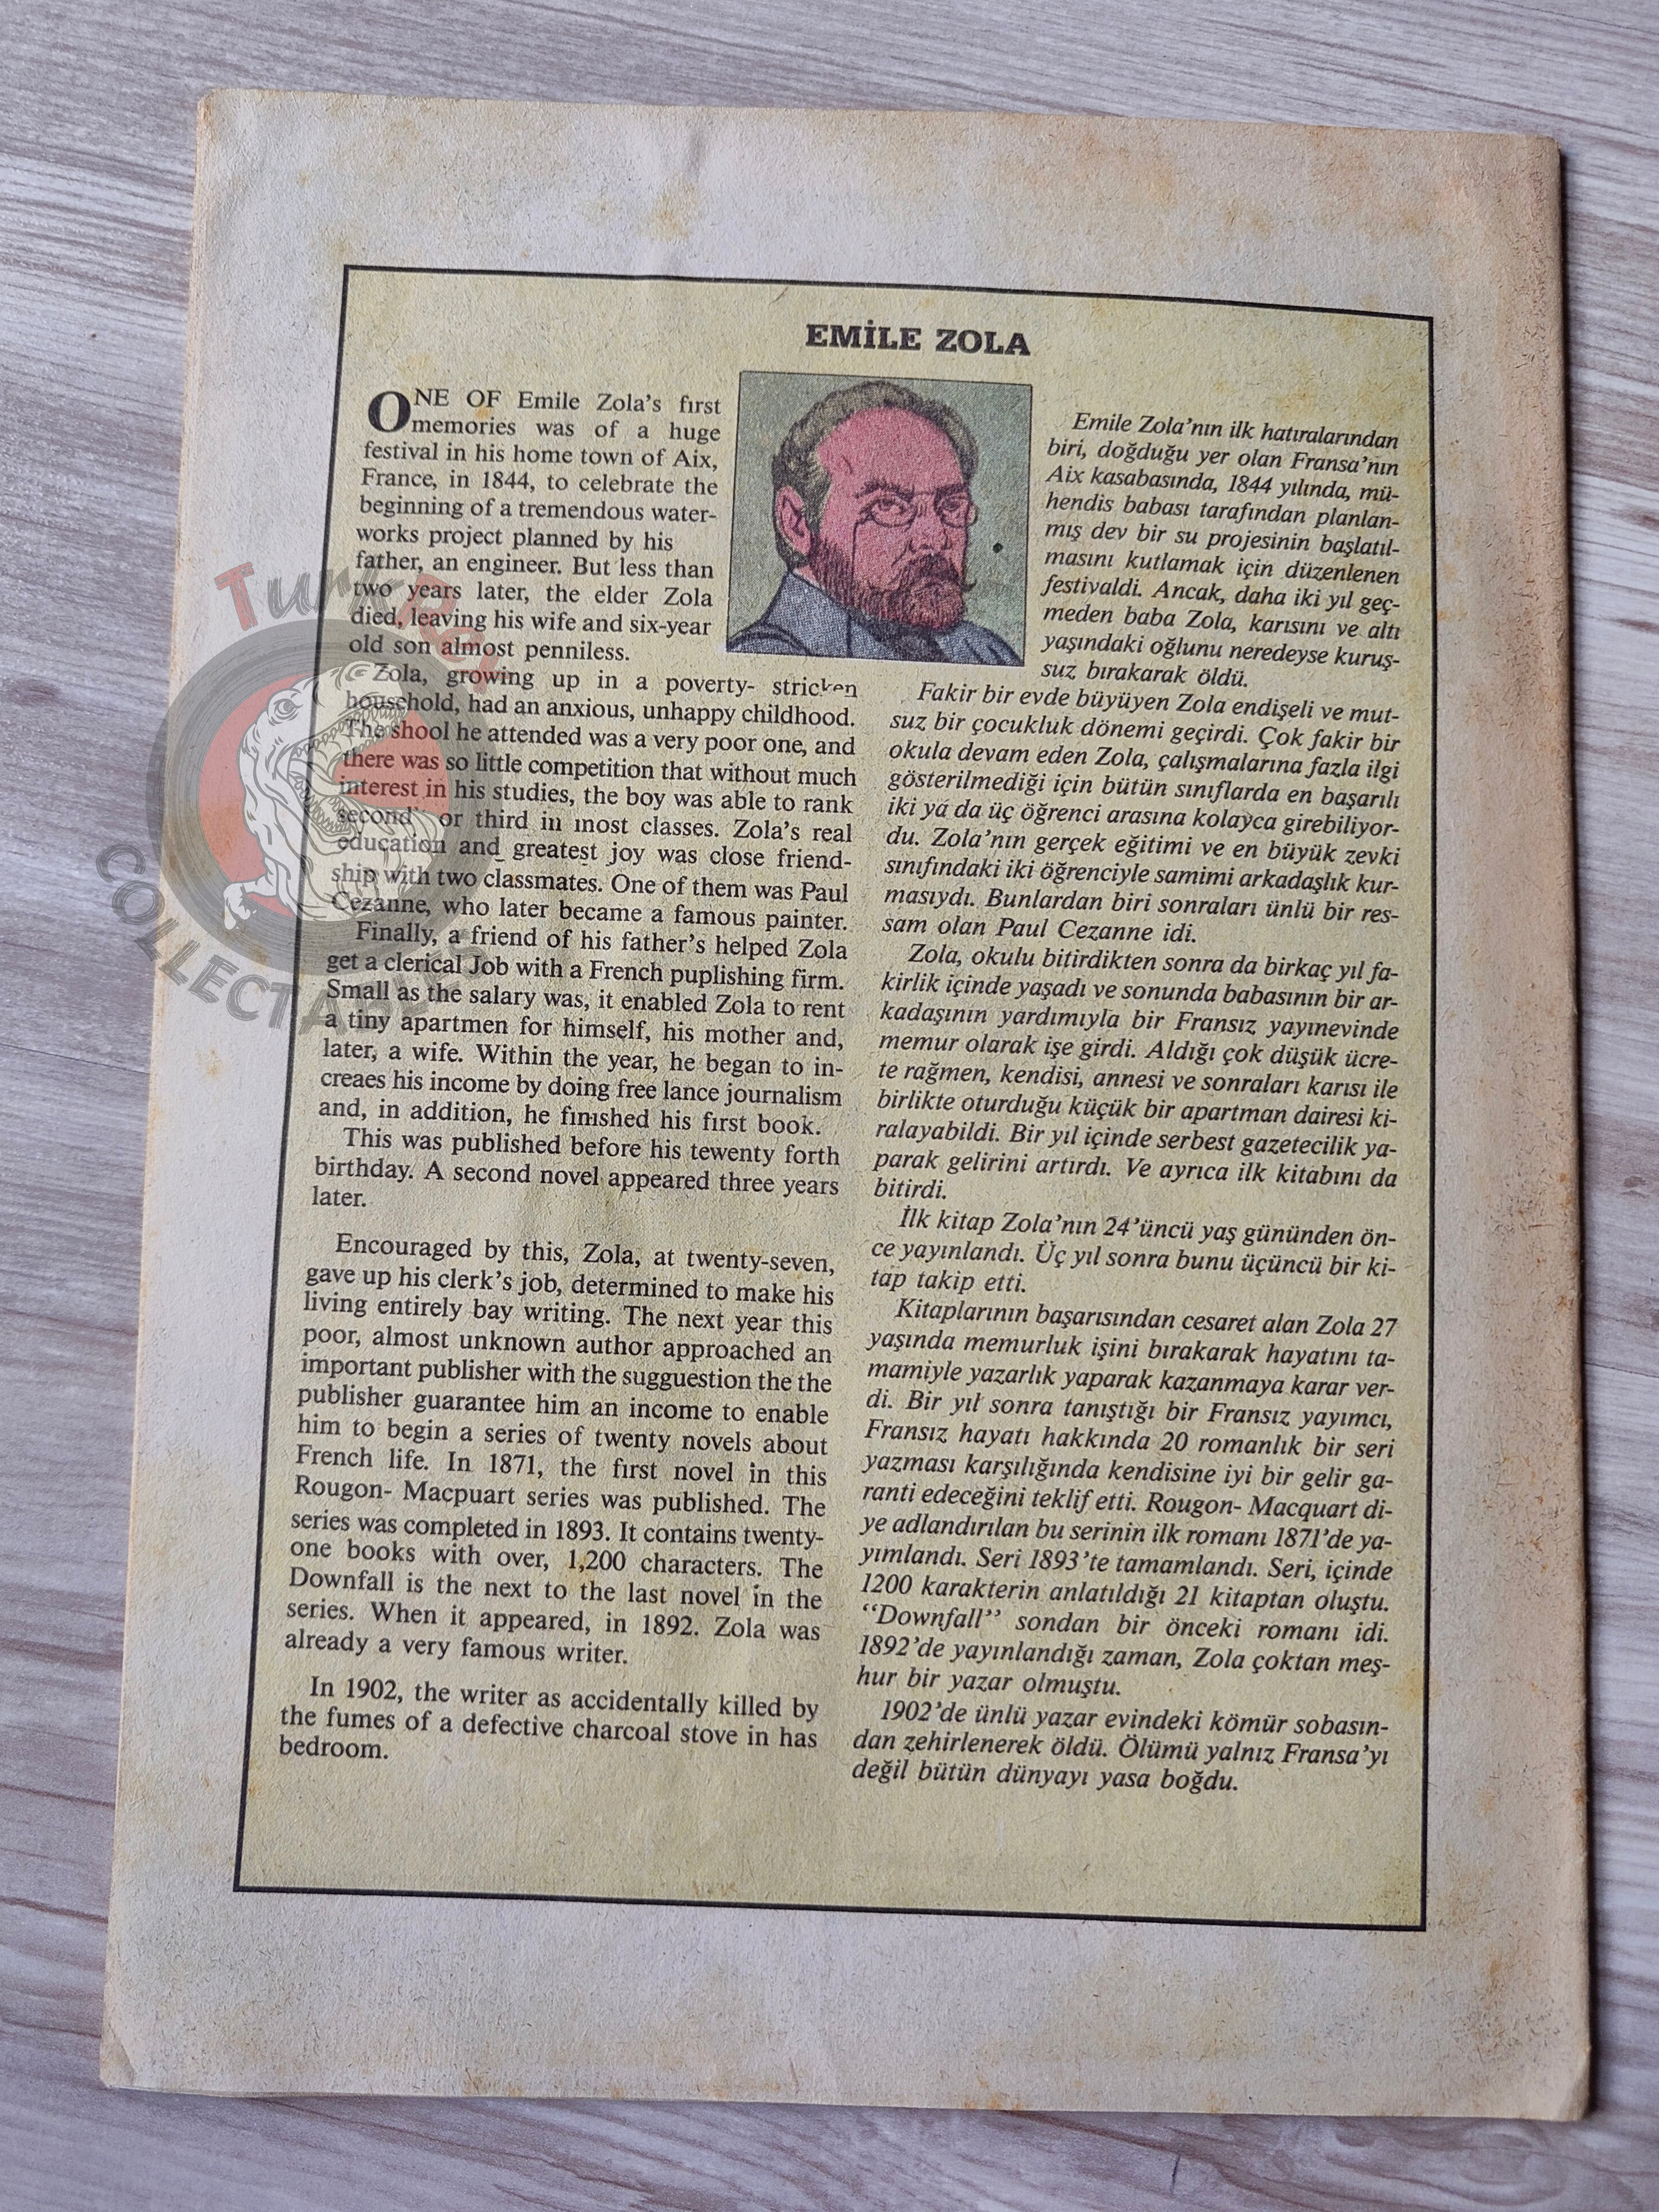 EMİLE ZOLA
ONE OF Emile Zola's first
memories was of a huge
festival in his home town of Aix,
France, in 1844, to celebrate the
beginning of a tremendous water-
works project planned by his
father, an engineer. But less than
two years later, the elder Zola
died, leaving his wife and six-year
old son almost penniless.
Zola, growing up in a poverty- stricken
household, had an anxious, unhappy childhood.
The shool he attended was a very poor one, and
there was so little competition that without much
interest in his studies, the boy was able to rank
second or third in most classes. Zola's real
education and greatest joy was close friend-
ship with two classmates. One of them was Paul
Cezanne, who later became a famous painter.
Finally, a friend of his father's helped Zola
get a clerical Job with a French puplishing firm.
Small as the salary was, it enabled Zola to rent
a tiny apartmen for himself, his mother and,
later, a wife. Within the year, he began to in-
creaes his income by doing free lance journalism
and, in addition, he finished his first book.
This was published before his tewenty forth
birthday. A second novel appeared three years
later.
Encouraged by this, Zola, at twenty-seven,
gave up his clerk's job, determined to make his
living entirely bay writing. The next year this
poor, almost unknown author approached an
important publisher with the sugguestion the the
publisher guarantee him an income to enable
him to begin a series of twenty novels about
French life. In 1871, the first novel in this
Rougon- Macpuart series was published. The
series was completed in 1893. It contains twenty-
one books with over, 1,200 characters. The
Downfall is the next to the last novel in the
series. When it appeared, in 1892. Zola was
already a very famous writer.
In 1902, the writer as accidentally killed by
the fumes of a defective charcoal stove in has
bedroom.
Emile Zola'nın ilk hatıralarından
biri, doğduğu yer olan Fransa'nın
Aix kasabasında, 1844 yılında, mü-
hendis babası tarafından planlan-
mış dev bir su projesinin başlatıl-
masını kutlamak için düzenlenen
festivaldi. Ancak, daha iki yıl geç-
meden baba Zola, karısını ve altı
yaşındaki oğlunu neredeyse kuruş-
suz bırakarak öldü.
Fakir bir evde büyüyen Zola endişeli ve mut-
suz bir çocukluk dönemi geçirdi. Çok fakir bir
okula devam eden Zola, çalışmalarına fazla ilgi
gösterilmediği için bütün sınıflarda en başarılı
iki ya da üç öğrenci arasına kolayca girebiliyor-
du. Zola'nın gerçek eğitimi ve en büyük zevki
sınıfındaki iki öğrenciyle samimi arkadaşlık kur-
masıydı. Bunlardan biri sonraları ünlü bir res-
sam olan Paul Cezanne idi.
Zola, okulu bitirdikten sonra da birkaç yıl fa-
kirlik içinde yaşadı ve sonunda babasının bir ar-
kadaşının yardımıyla bir Fransız yayınevinde
memur olarak işe girdi. Aldığı çok düşük ücre-
te rağmen, kendisi, annesi ve sonraları karısı ile
birlikte oturduğu küçük bir apartman dairesi ki-
ralayabildi. Bir yıl içinde serbest gazetecilik ya-
parak gelirini artırdı. Ve ayrıca ilk kitabını da
bitirdi.
İlk kitap Zola'nın 24'üncü yaş gününden ön-
ce yayınlandı. Üç yıl sonra bunu üçüncü bir ki-
tap takip etti.
Kitaplarının başarısından cesaret alan Zola 27
yaşında memurluk işini bırakarak hayatını ta-
mamiyle yazarlık yaparak kazanmaya karar ver-
di. Bir yıl sonra tanıştığı bir Fransız yayımcı,
Fransız hayatı hakkında 20 romanlık bir seri
yazması karşılığında kendisine iyi bir gelir ga-
ranti edeceğini teklif etti. Rougon- Macquart di-
ye adlandırılan bu serinin ilk romanı 1871'de ya-
yımlandı. Seri 1893'te tamamlandı. Seri, içinde
1200 karakterin anlatıldığı 21 kitaptan oluştu.
"Downfall" sondan bir önceki romanı idi.
1892'de yayınlandığı zaman, Zola çoktan meş-
hur bir yazar olmuştu.
1902'de ünlü yazar evindeki kömür sobasın-
dan zehirlenerek öldü. Ölümü yalnız Fransa'yı
değil bütün dünyayı yasa boğdu.